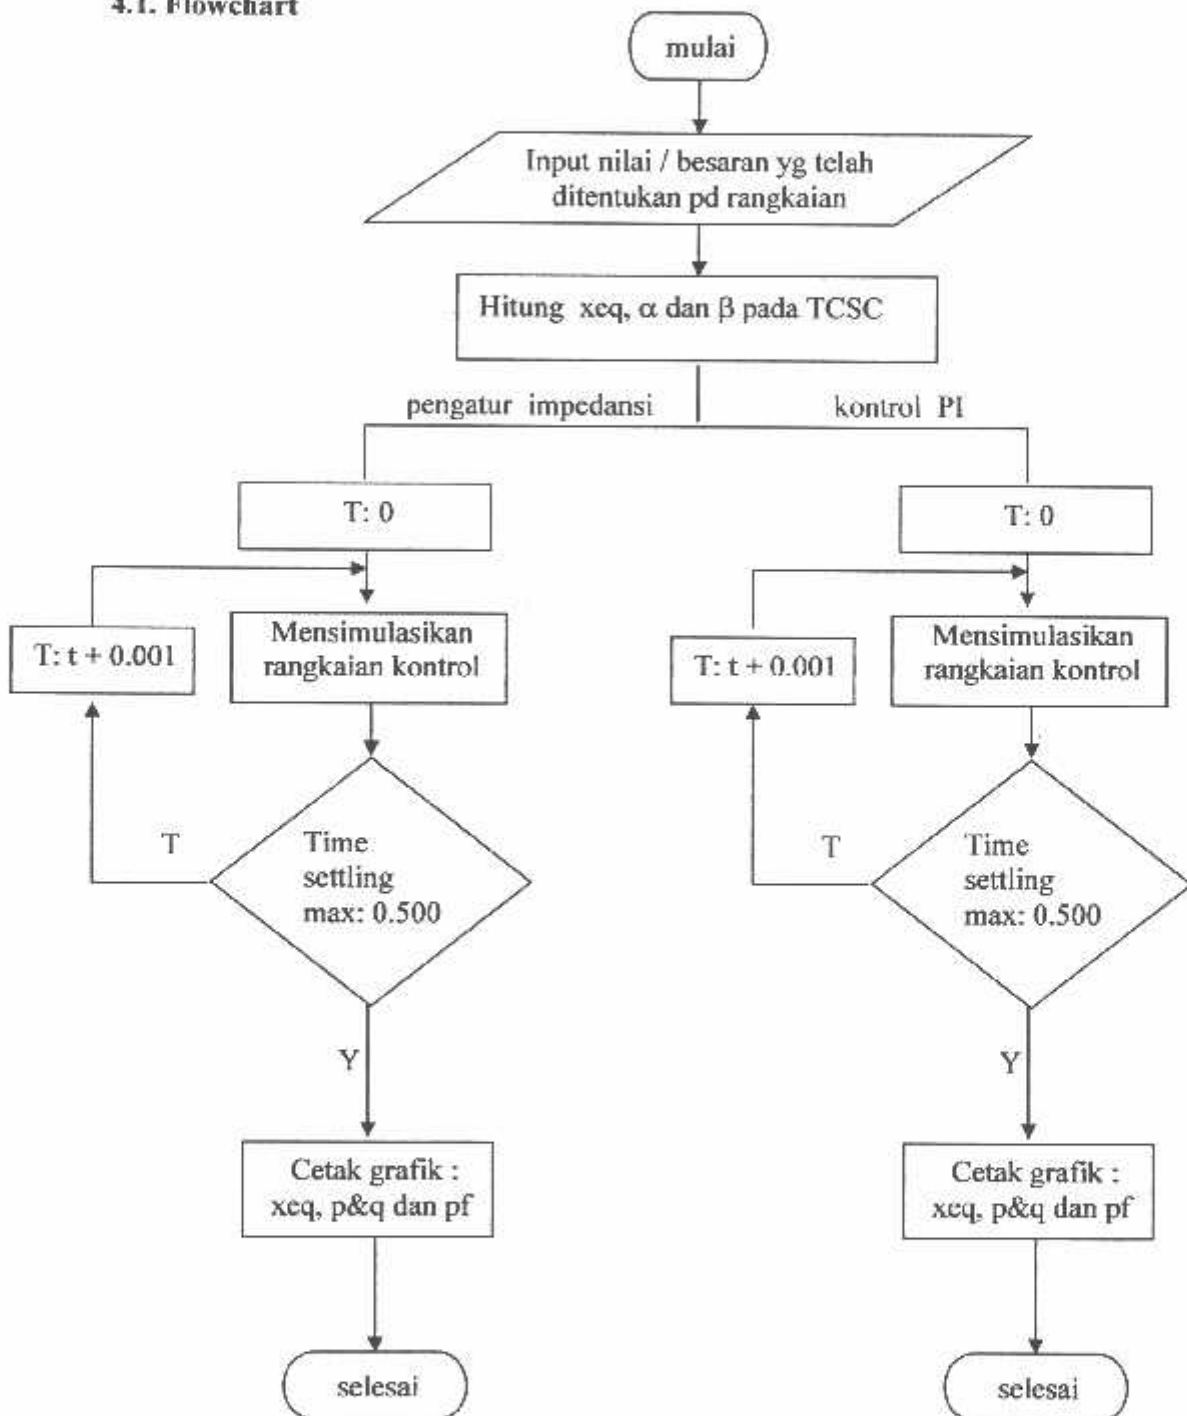 4.1. Flowchart
mulai
Input nilai / besaran yg telah
ditentukan pd rangkaian
Hitung xeq, α dan β pada TCSC
pengatur impedansi
kontrol PI
T: 0
T: 0
Mensimulasikan
rangkaian kontrol
T: t + 0.001
Mensimulasikan
rangkaian kontrol
T: t + 0.001
Time
settling
max: 0.500
T
Time
settling
max: 0.500
T
Y
Y
Cetak grafik :
xeq, p&q dan pf
Cetak grafik :
xeq, p&q dan pf
selesai
selesai